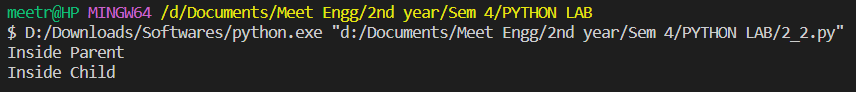 meetr@HP MINGW64 /d/Documents/Meet Engg/2nd year/Sem 4/PYTHON LAB
$ D:/Downloads/Softwares/python.exe "d:/Documents/Meet Engg/2nd year/Sem 4/PYTHON LAB/2_2.py"
Inside Parent
Inside Child